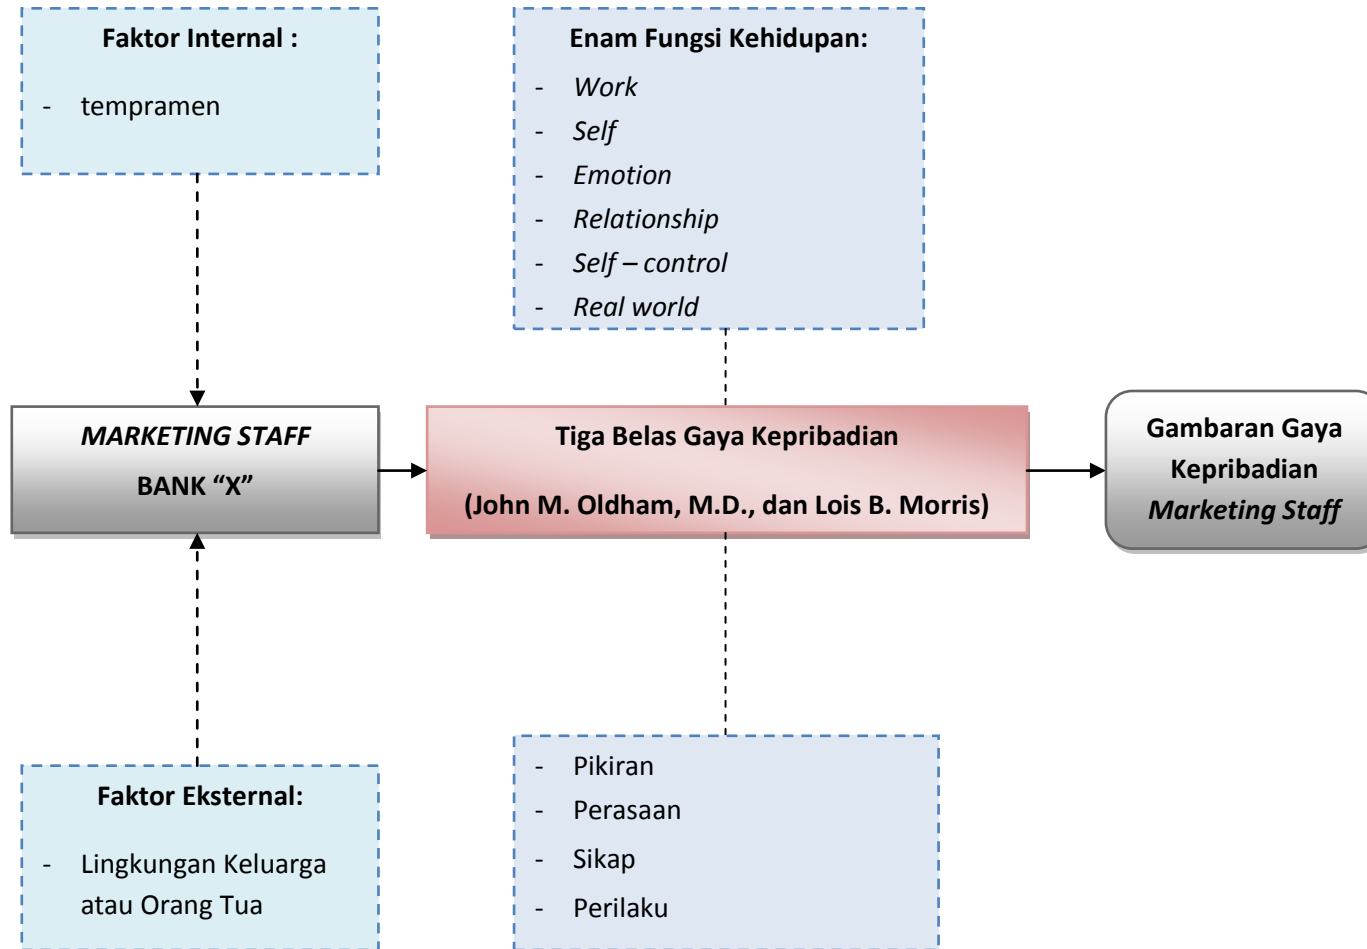 Faktor Internal :
- tempramen
Enam Fungsi Kehidupan:
- Work
- Self
- Emotion
- Relationship
- Self – control
- Real world
MARKETING STAFF
BANK “X”
Tiga Belas Gaya Kepribadian
(John M. Oldham, M.D., dan Lois B. Morris)
Gambaran Gaya
Kepribadian
Marketing Staff
Faktor Eksternal:
- Lingkungan Keluarga
atau Orang Tua
- Pikiran
- Perasaan
- Sikap
- Perilaku